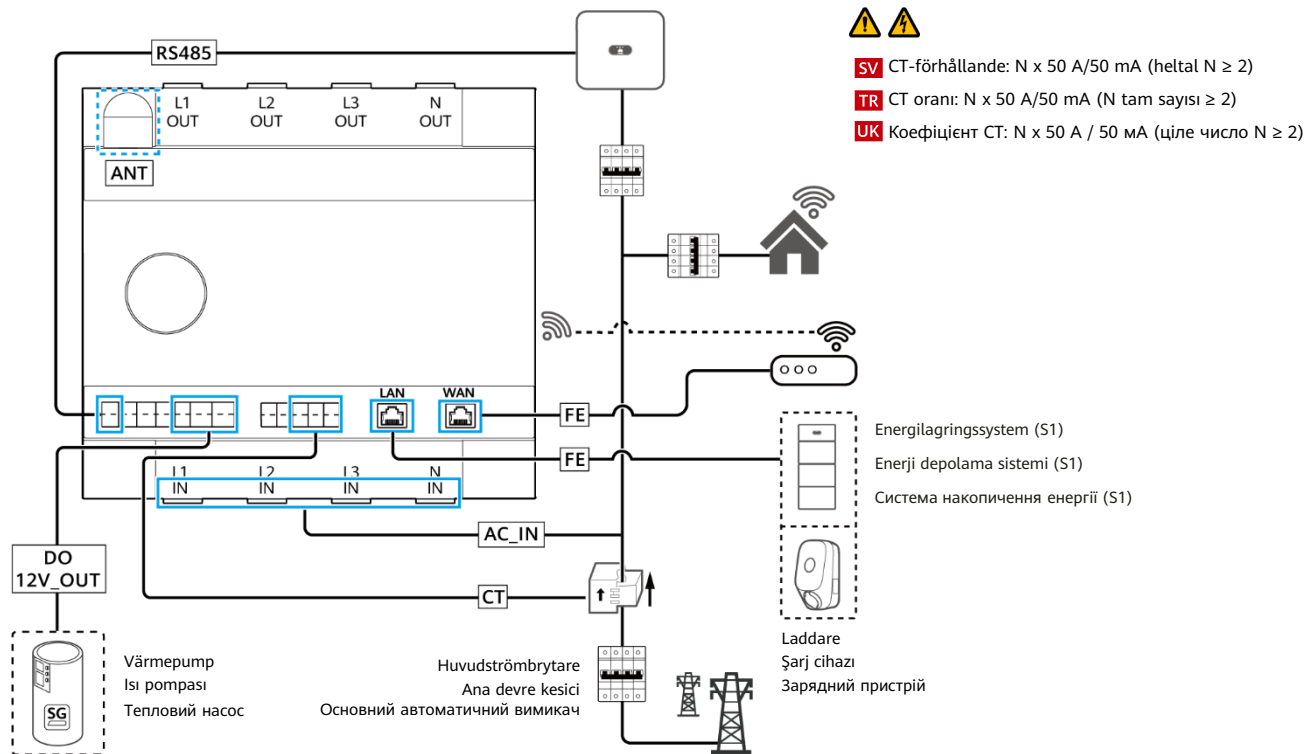 RS485
SV CT-förhållande: N x 50 A/50 mA (heltal N ≥ 2)
TR CT oranı: N x 50 A/50 mA (N tam sayısı ≥ 2)
UK Коефіцієнт СТ: N x 50 А / 50 мА (ціле число N ≥ 2)
L1 OUT
L2 OUT
L3 OUT
N OUT
ANT
LAN
WAN
FE
FE
Energilagringssystem (S1)
Enerji depolama sistemi (S1)
Система накопичення енергії (S1)
L1 IN
L2 IN
L3 IN
N IN
AC_IN
DO
12V_OUT
CT
Laddare
Şarj cihazı
Зарядний пристрій
SG
Värmepump
Isı pompası
Тепловий насос
Huvudströmbrytare
Ana devre kesici
Основний автоматичний вимикач